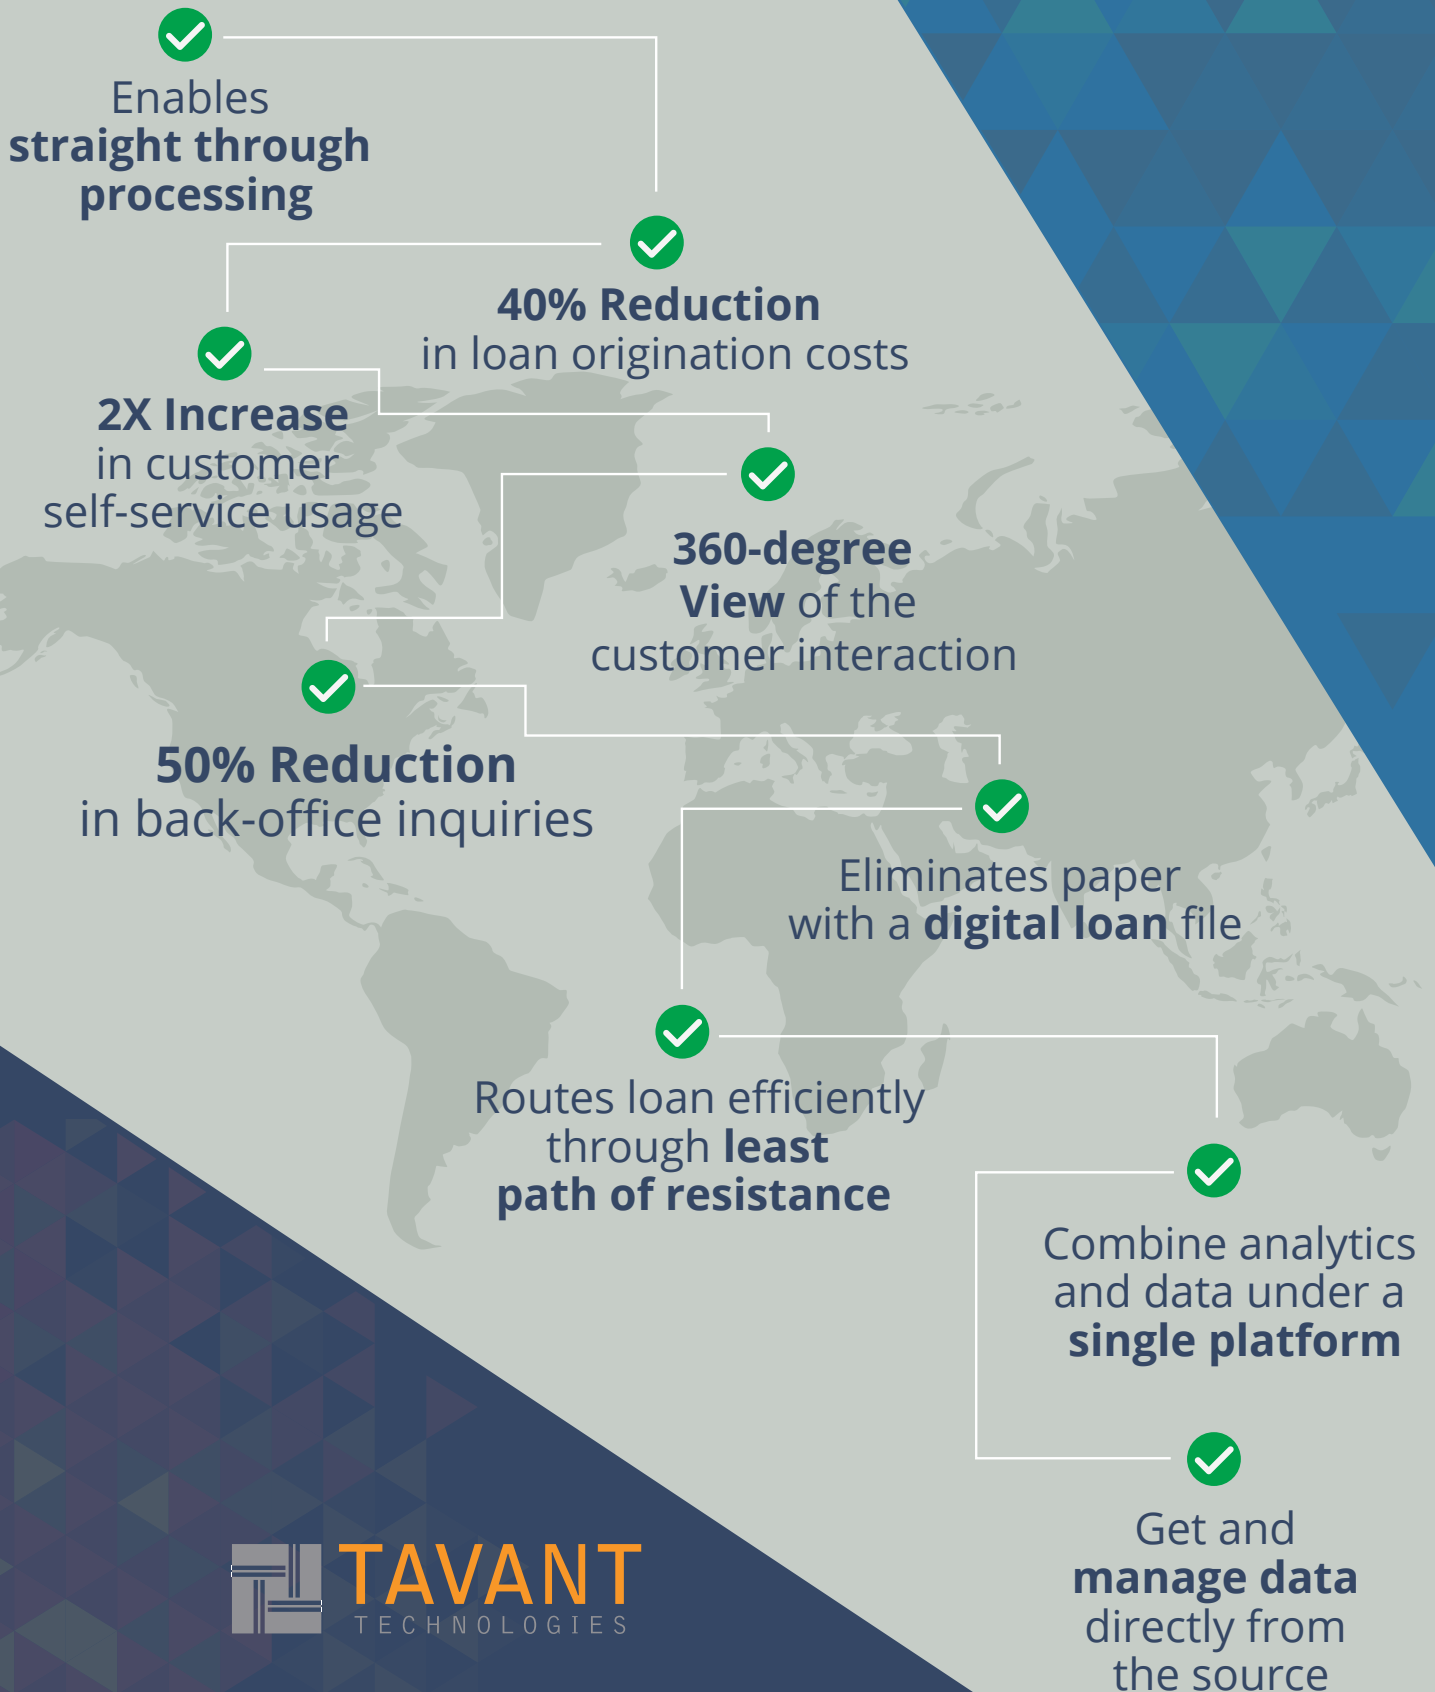 Enables
straight through
processing
40% Reduction
in loan origination costs
2X Increase
in customer
self-service usage
360-degree
View of the
customer interaction
50% Reduction
in back-office inquiries
Eliminates paper
with a digital loan file
Routes loan efficiently
through least
path of resistance
Combine analytics
and data under a
single platform
Get and
manage data
directly from
the source
TAVANT
TECHNOLOGIES